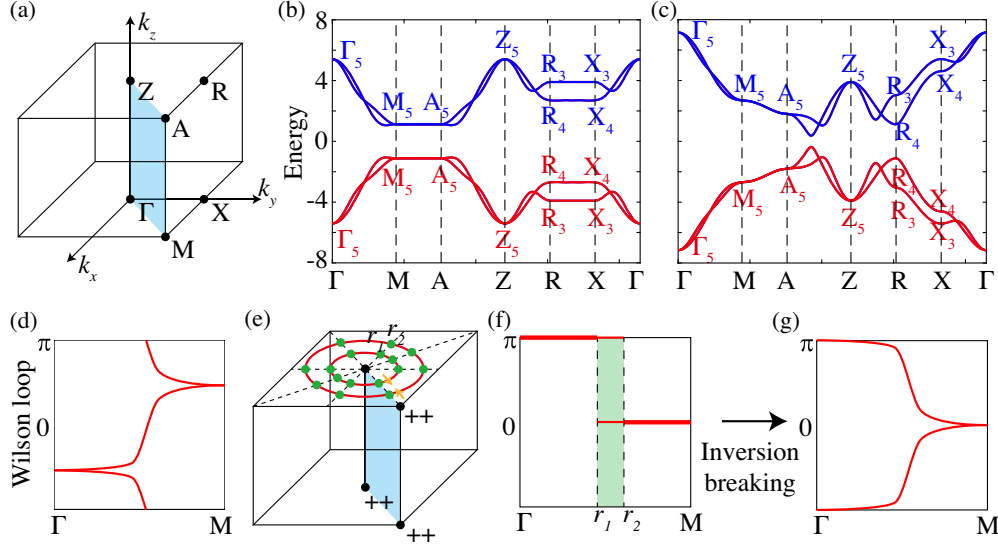 (a)
k_z
Z
R
A
Γ
X
k_y
M
k_x
(b)
Energy
8
4
0
-4
-8
Γ_5
M_5
A_5
Z_5
R_3
X_3
R_4
X_4
M_5
A_5
R_4
X_4
R_3
X_3
Γ_5
Z_5
Γ
M
A
Z
R
X
Γ
(c)
Γ_5
M_5
A_5
Z_5
R_3
R_4
X_3
X_4
M_5
A_5
Z_5
R_4
R_3
X_4
X_3
Γ_5
Γ
M
A
Z
R
X
Γ
(d)
Wilson loop
π
0
Γ
M
(e)
r_1
r_2
++
++
++
(f)
π
0
Γ
r_1
r_2
M
Inversion
breaking
(g)
π
0
Γ
M